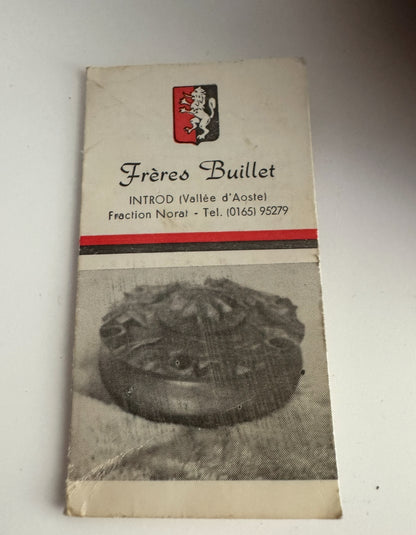 Frères Buillet
INTROD (Vallée d'Aoste)
Fraction Norat - Tel. (0165) 95279